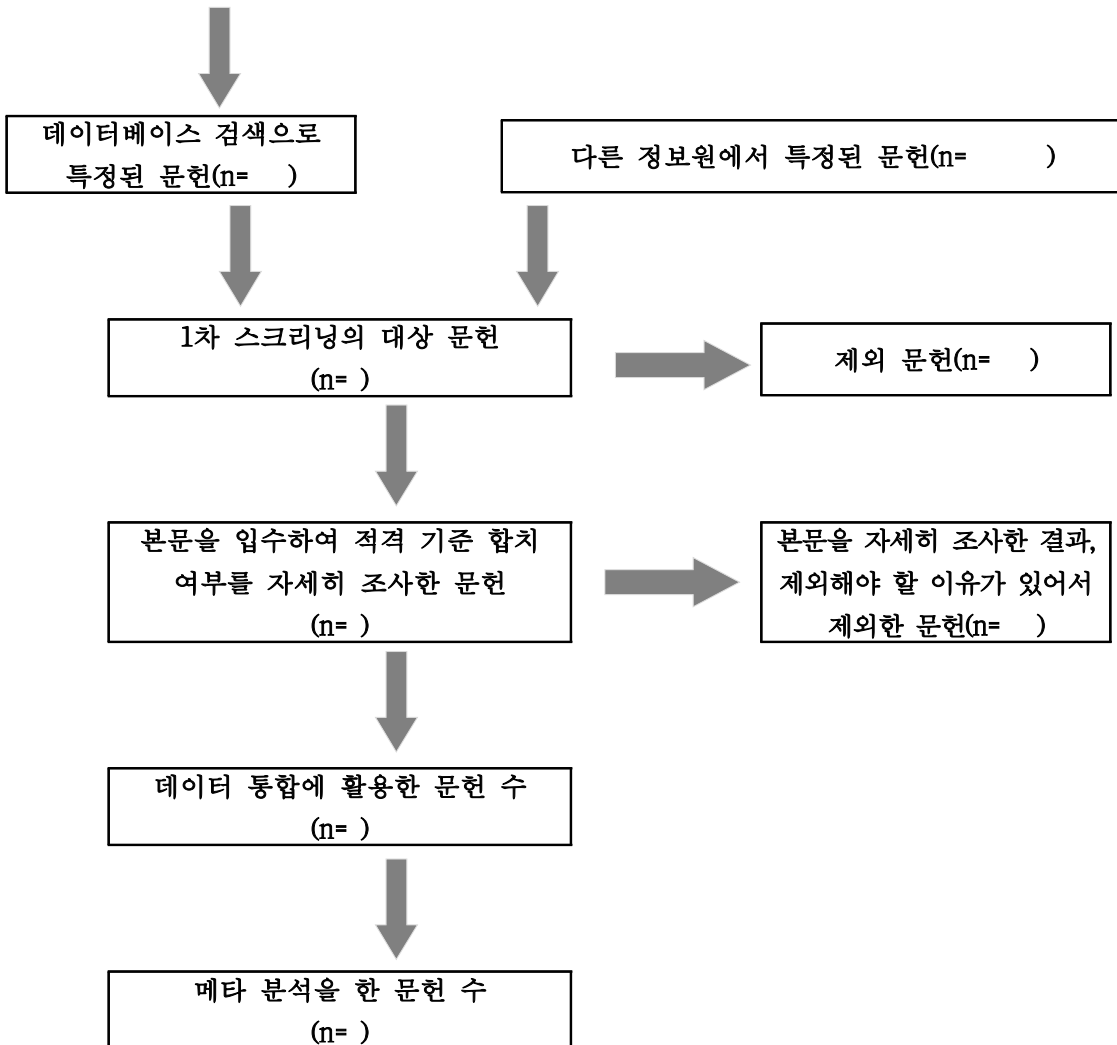 데이터베이스 검색으로
특정된 문헌(n=   )
다른 정보원에서 특정된 문헌(n=       )
1차 스크리닝의 대상 문헌
(n= )
제외 문헌(n=   )
본문을 입수하여 적격 기준 합치
여부를 자세히 조사한 문헌
(n= )
본문을 자세히 조사한 결과,
제외해야 할 이유가 있어서
제외한 문헌(n=   )
데이터 통합에 활용한 문헌 수
(n= )
메타 분석을 한 문헌 수
(n= )